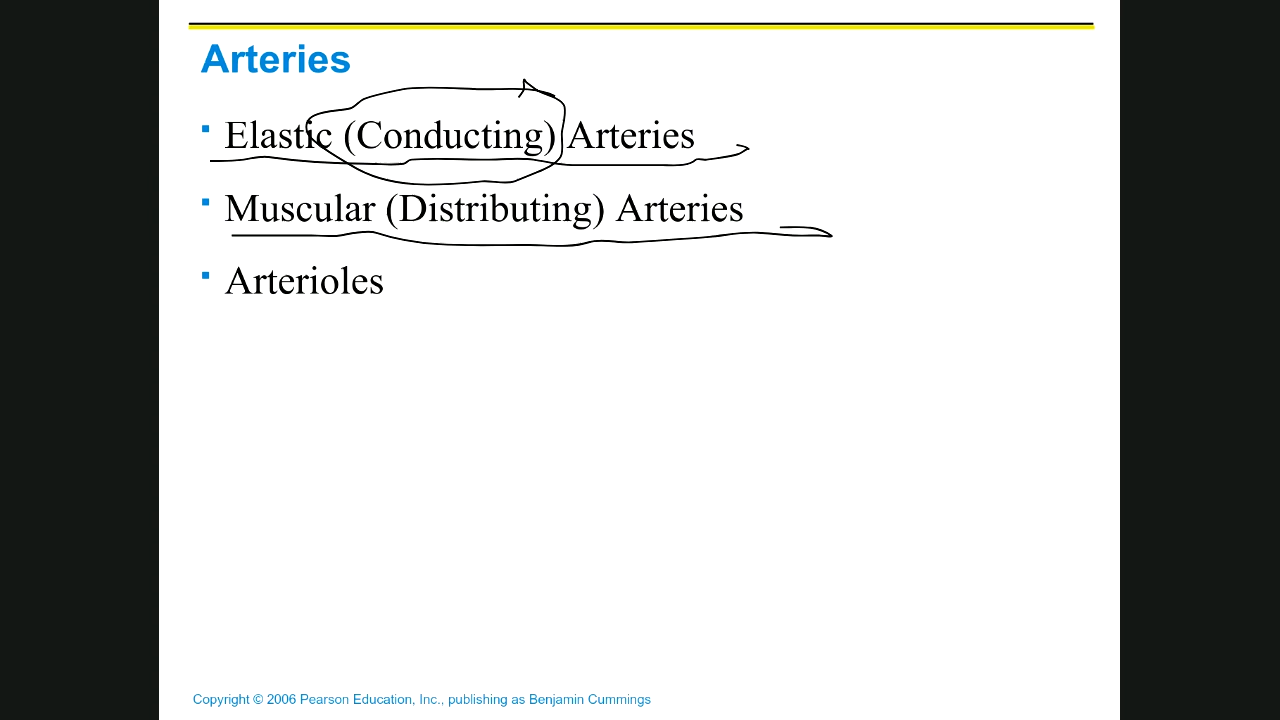 Arteries
Elastic (Conducting) Arteries
Muscular (Distributing) Arteries
Arterioles
Copyright © 2006 Pearson Education, Inc., publishing as Benjamin Cummings